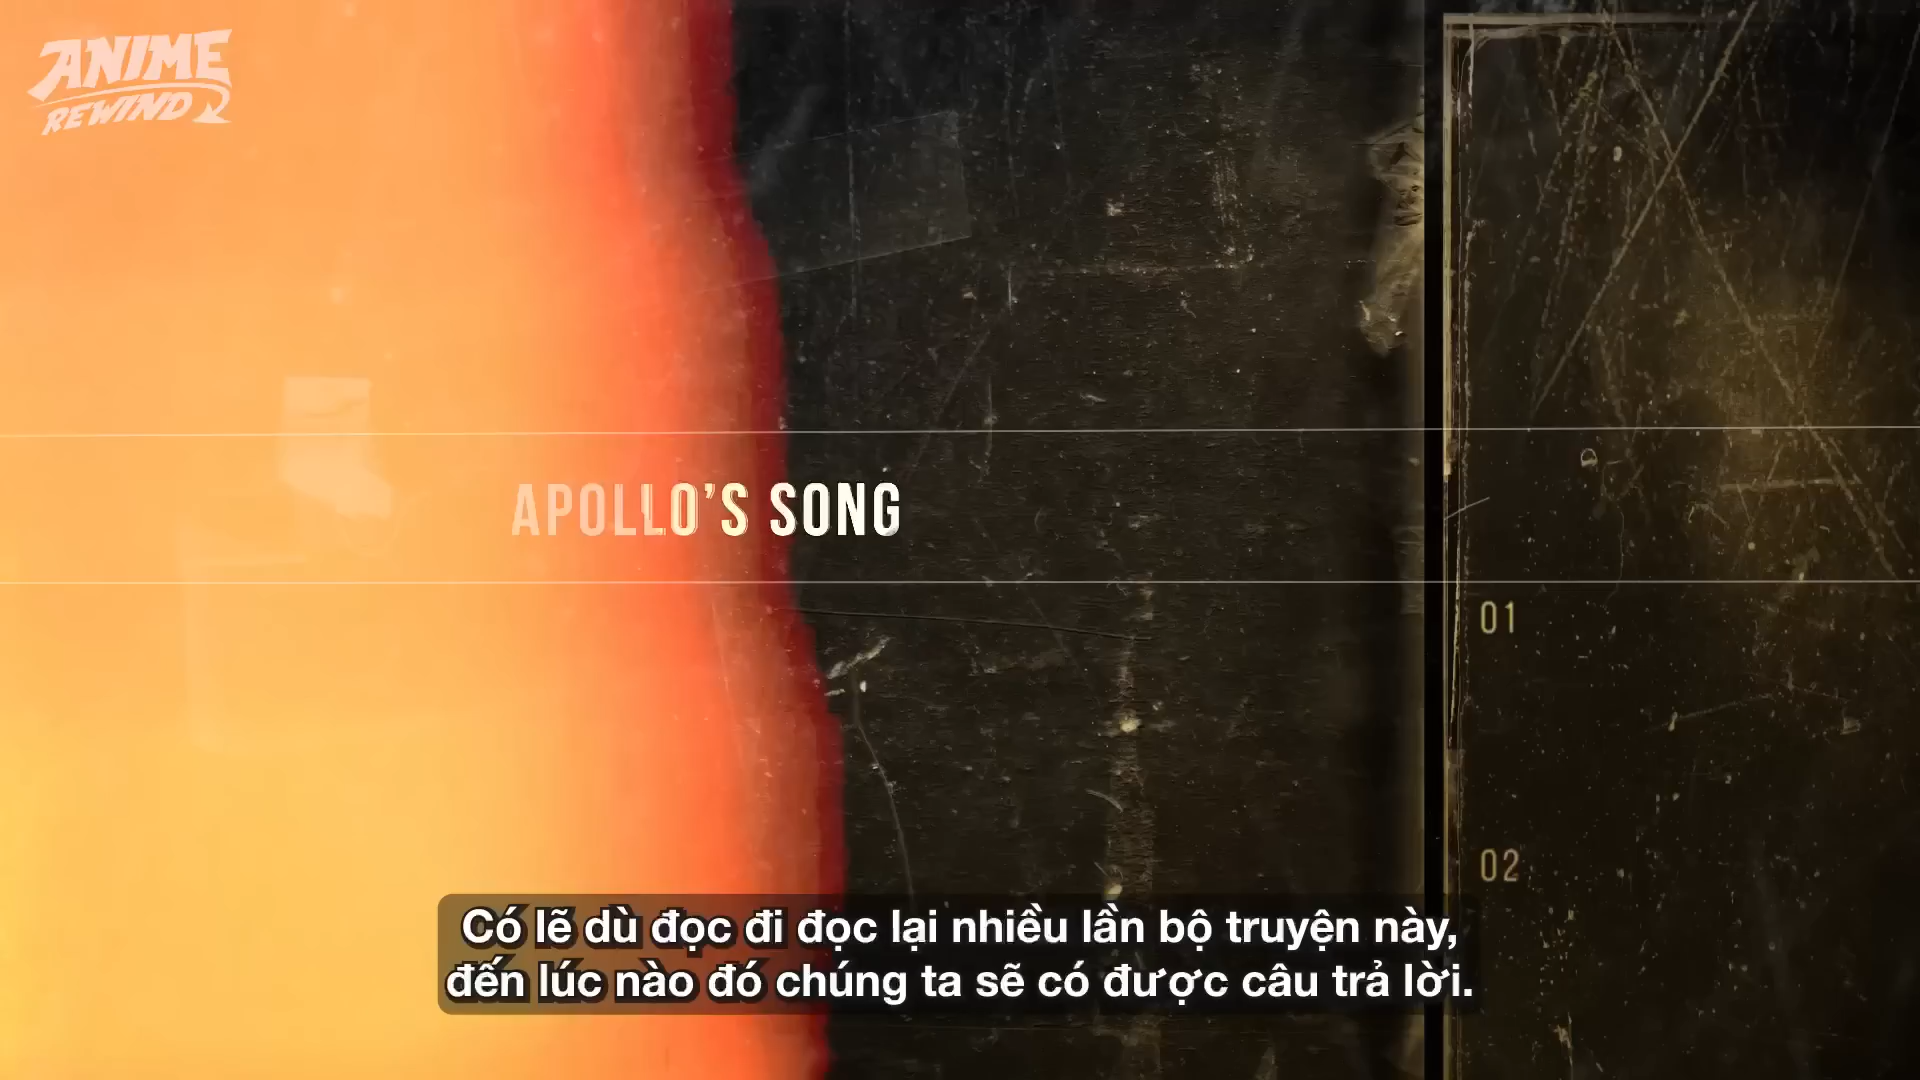 ANIME
REWIND
APOLLO'S SONG
01
02
Có lẽ dù đọc đi đọc lại nhiều lần bộ truyện này,
đến lúc nào đó chúng ta sẽ có được câu trả lời.